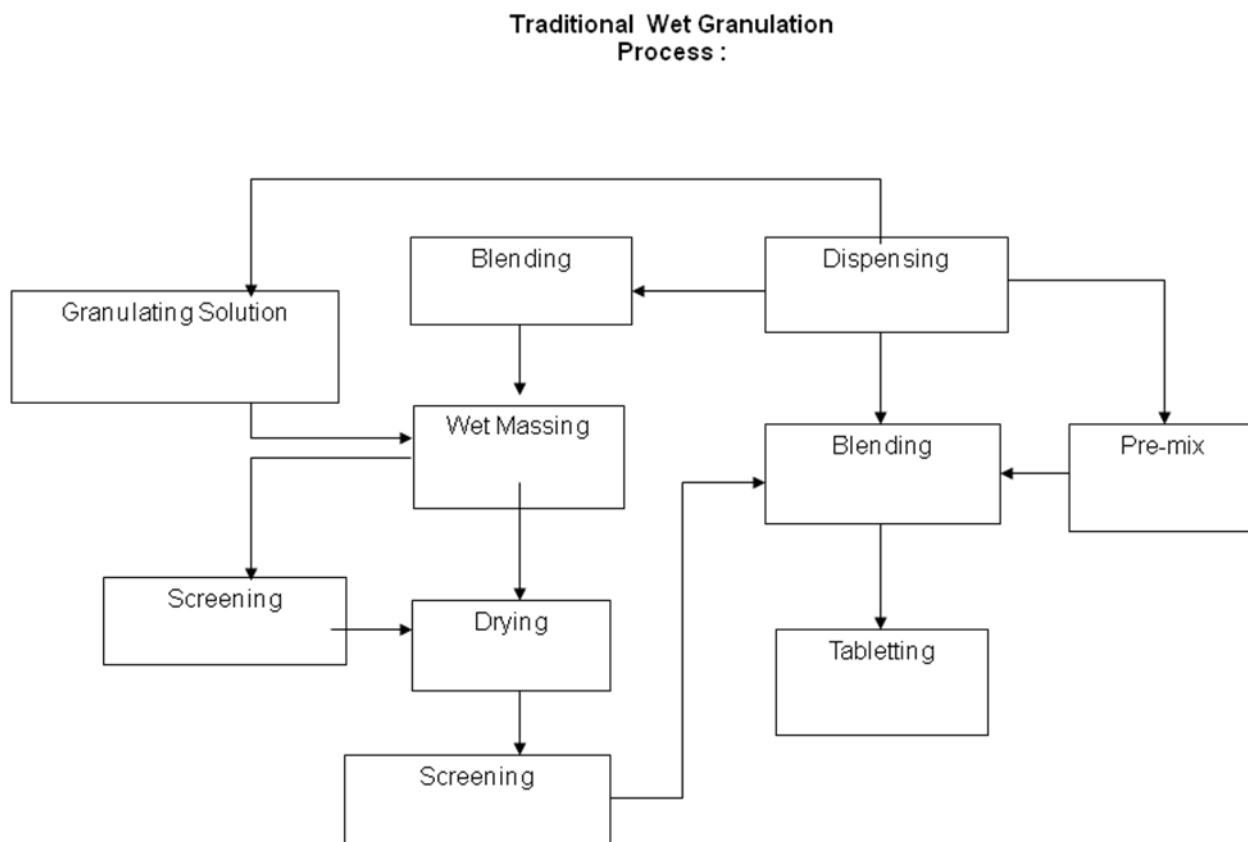 Traditional Wet Granulation
Process :
Blending
Dispensing
Granulating Solution
Wet Massing
Blending
Pre-mix
Screening
Drying
Tabletting
Screening